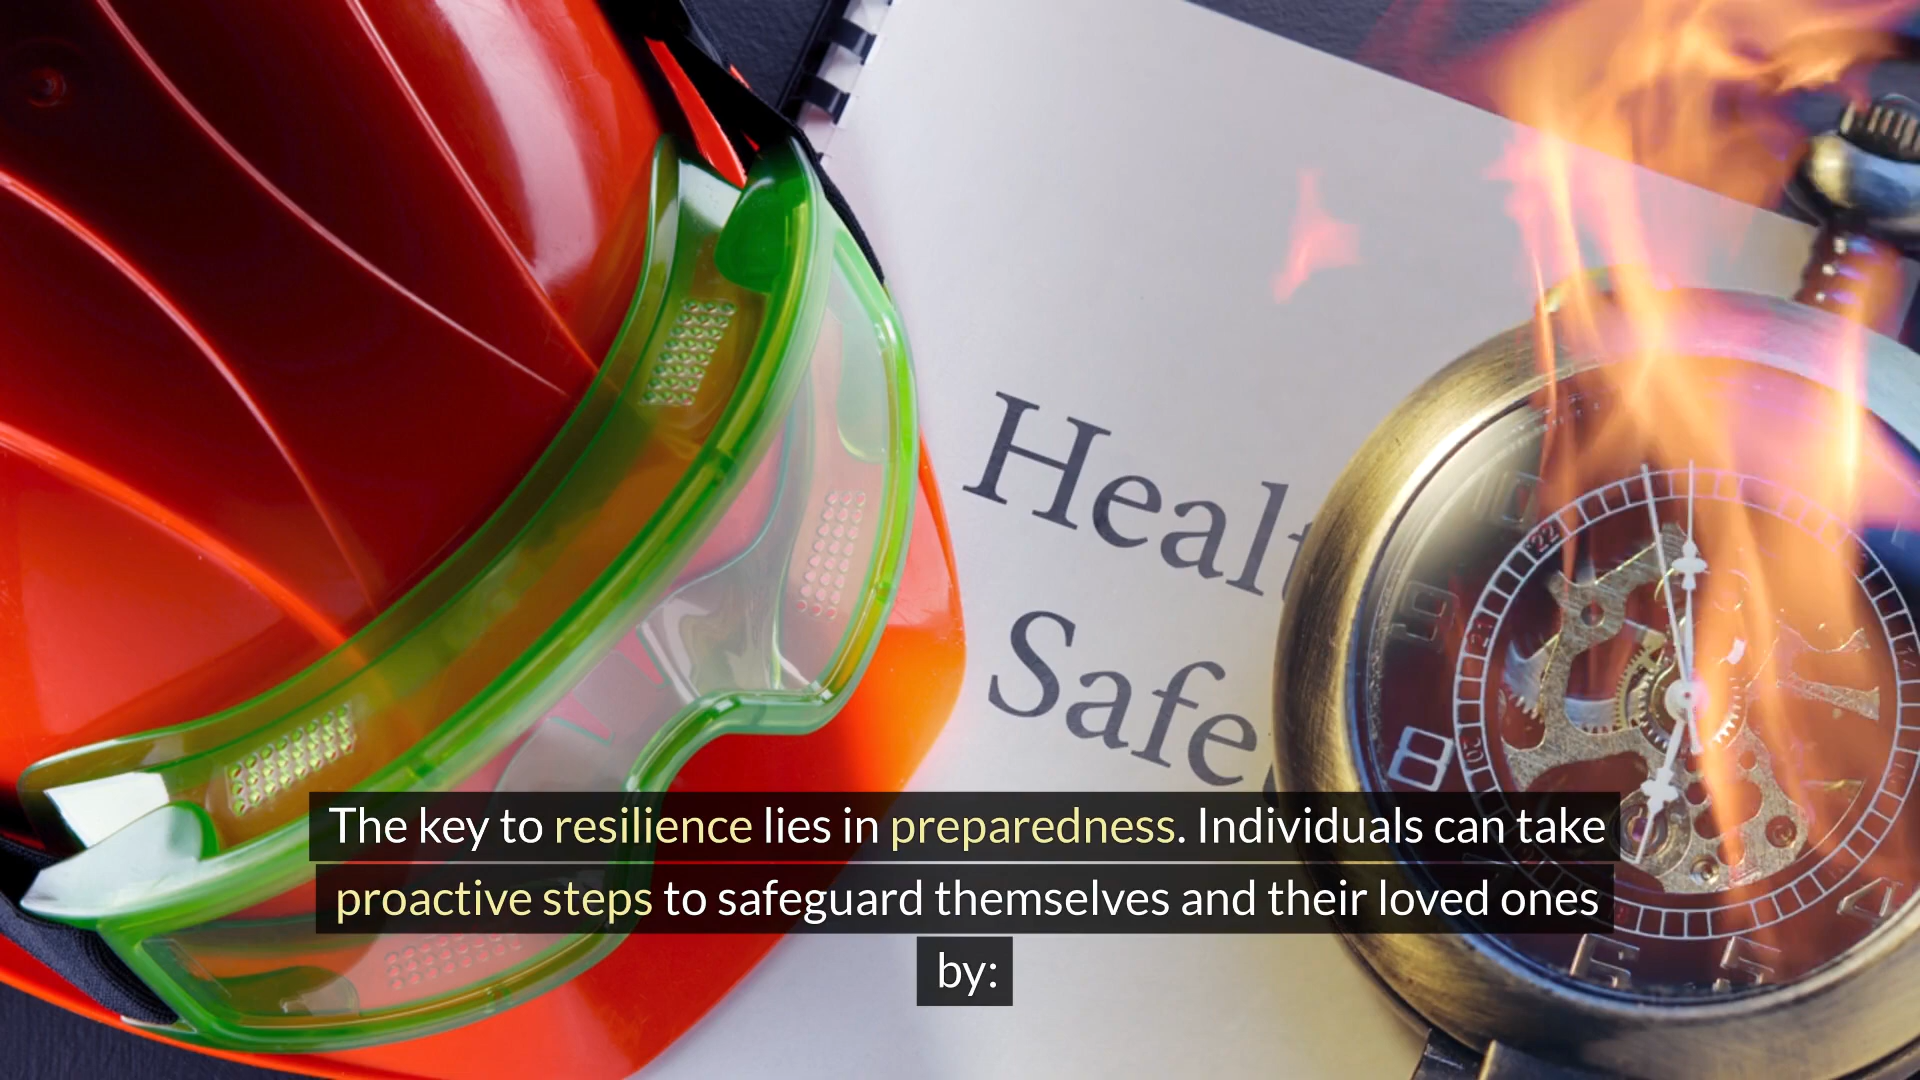 Healt
Safe
8
The key to resilience lies in preparedness. Individuals can take
proactive steps to safeguard themselves and their loved ones
by: